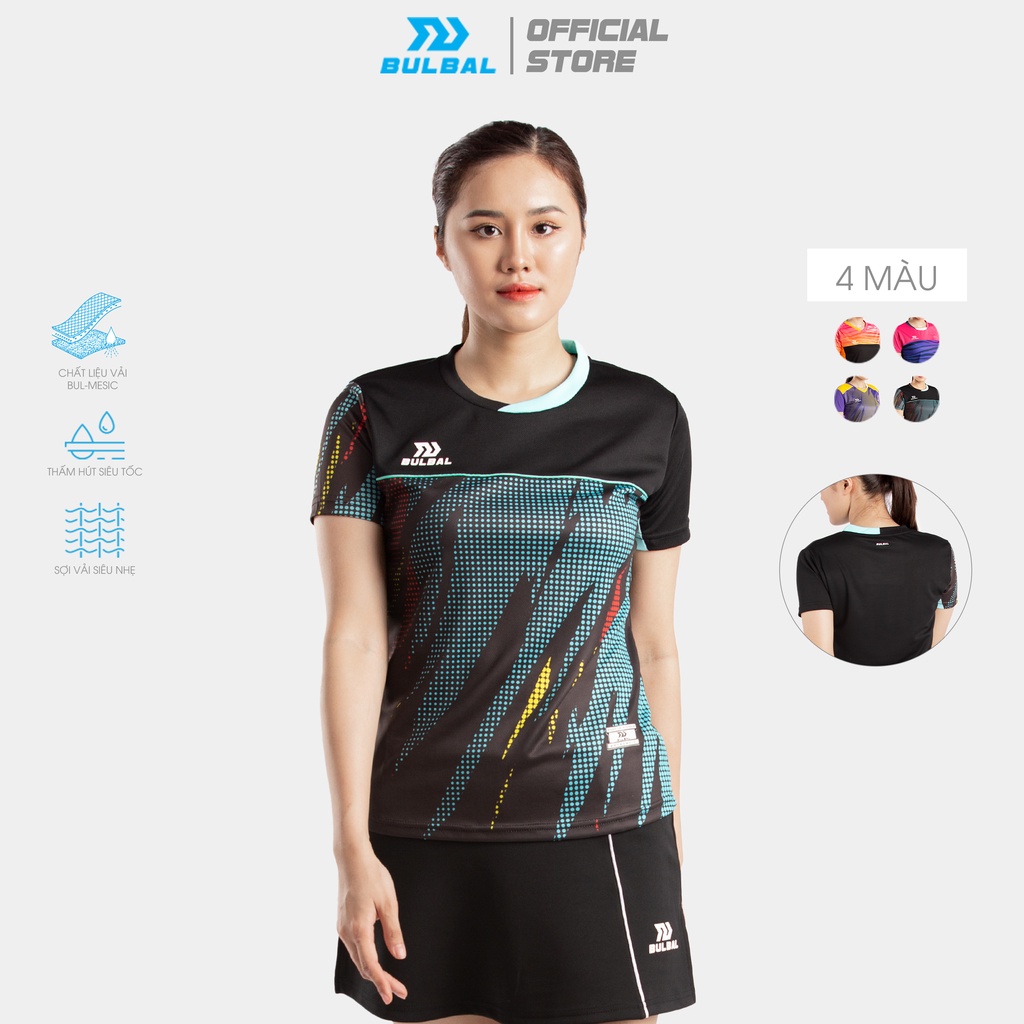 BULBAL
OFFICIAL
STORE
4 MÀU
CHẤT LIỆU VẢI
BUL-MESIC
THẤM HÚT SIÊU TỐC
SỢI VẢI SIÊU NHẸ
BULBAL
BULBAL
BULBAL